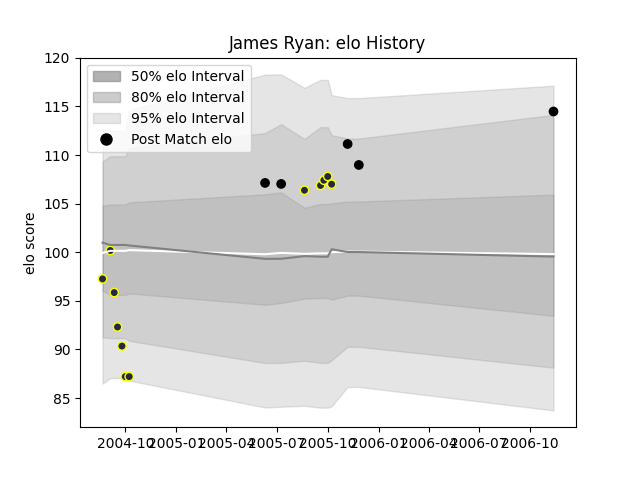 James Ryan: elo History
120
115
110
105
100
95
90
85
elo score
50% elo Interval
80% elo Interval
95% elo Interval
Post Match elo
2004-10 2005-01 2005-04 2005-07 2005-10 2006-01 2006-04 2006-07 2006-10